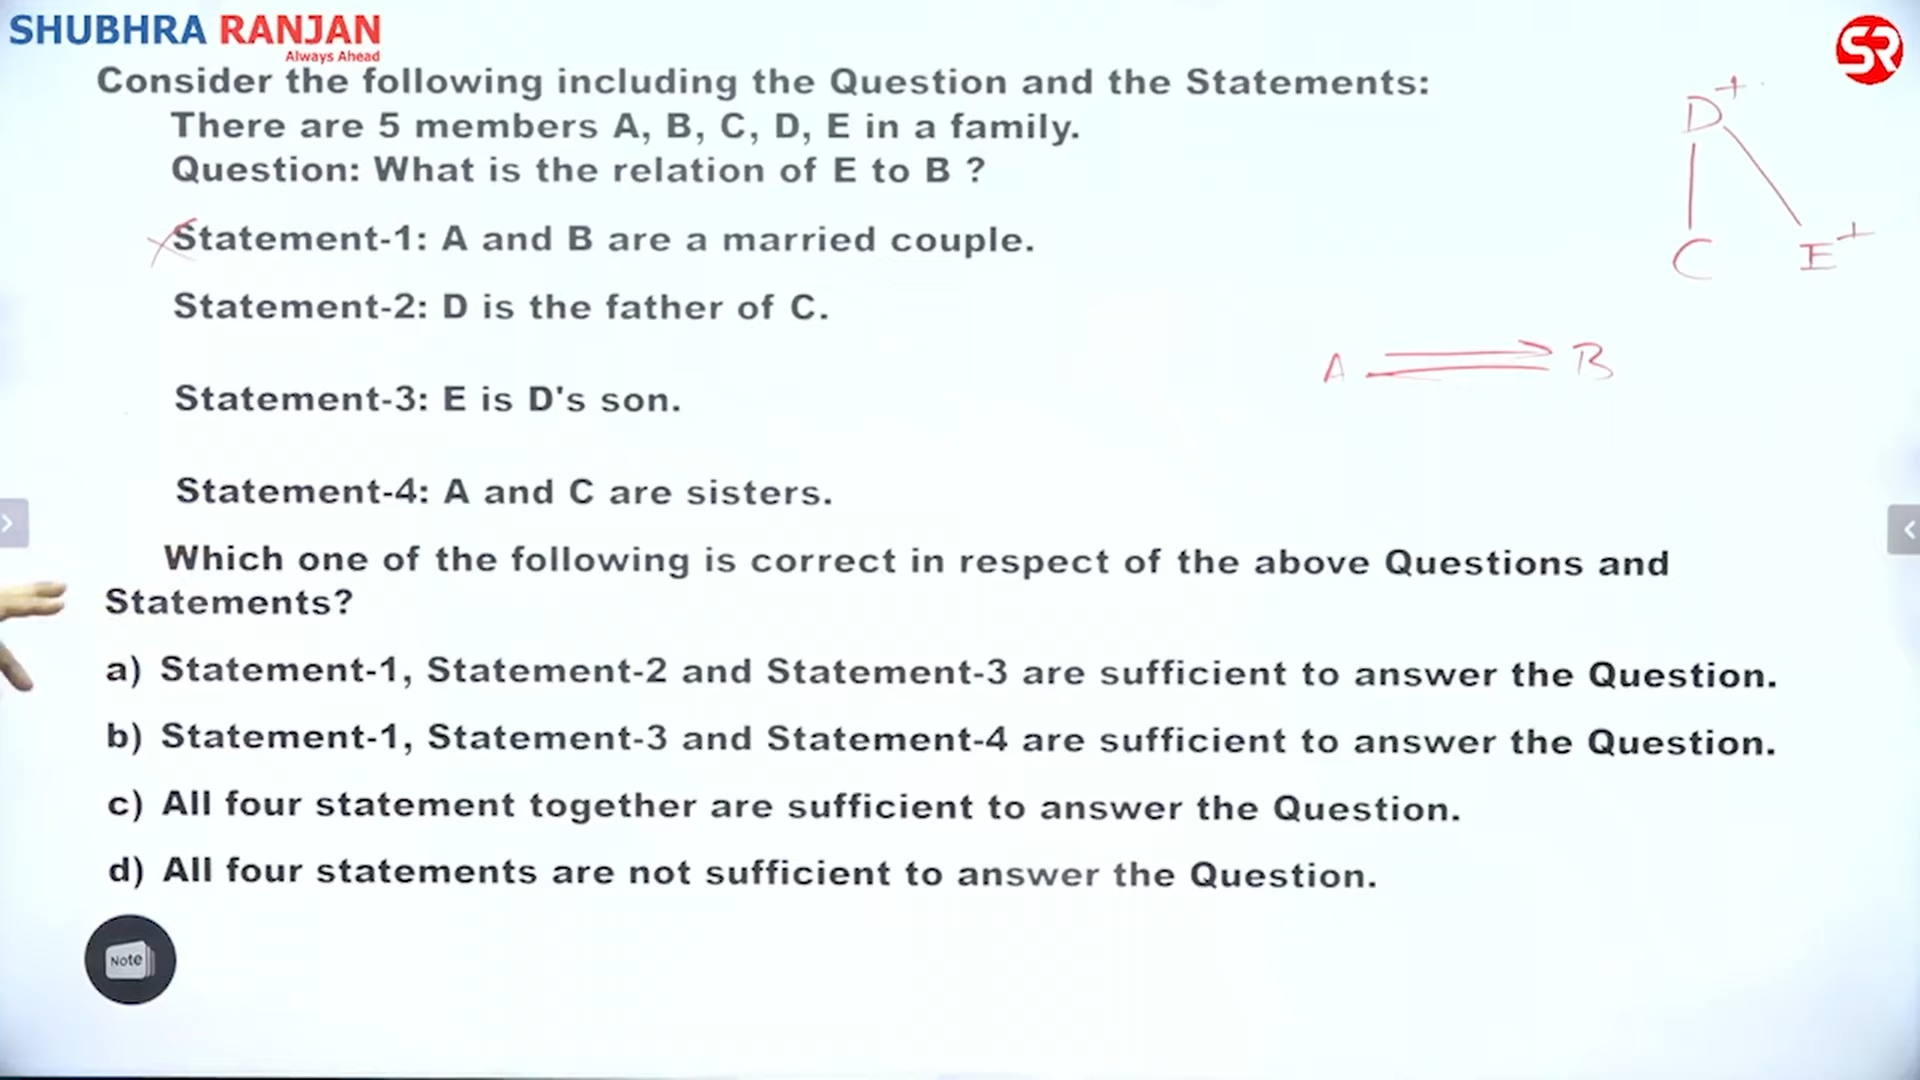 SHUBHRA RANJAN
Always Ahead
SR
Consider the following including the Question and the Statements:
There are 5 members A, B, C, D, E in a family.
Question: What is the relation of E to B ?
Statement-1: A and B are a married couple.
Statement-2: D is the father of C.
Statement-3: E is D's son.
Statement-4: A and C are sisters.
Which one of the following is correct in respect of the above Questions and
Statements?
a) Statement-1, Statement-2 and Statement-3 are sufficient to answer the Question.
b) Statement-1, Statement-3 and Statement-4 are sufficient to answer the Question.
c) All four statement together are sufficient to answer the Question.
d) All four statements are not sufficient to answer the Question.
D+
C E+
A B
Note